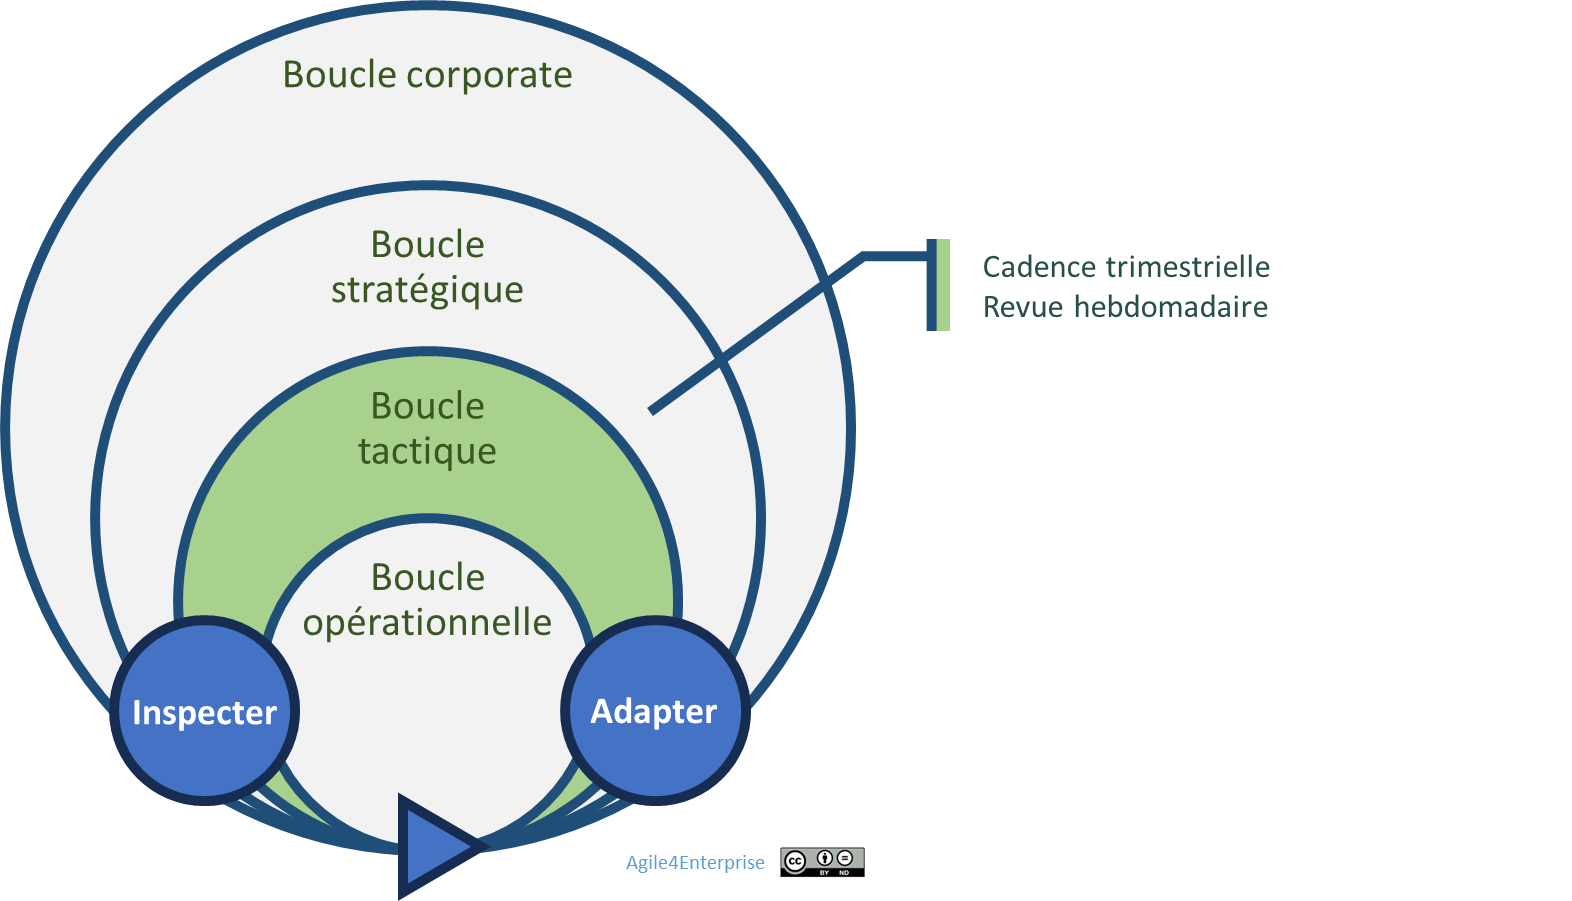 Boucle corporate
Boucle
stratégique
Cadence trimestrielle
Revue hebdomadaire
Boucle
tactique
Boucle
opérationnelle
Inspecter
Adapter
Agile4Enterprise
cc
BY ND